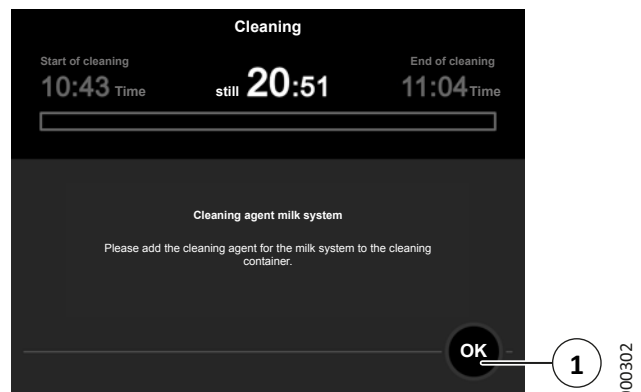 Cleaning
Start of cleaning
End of cleaning
10:43 Time
still 20:51
11:04 Time
Cleaning agent milk system
Please add the cleaning agent for the milk system to the cleaning
container.
OK
1
00302